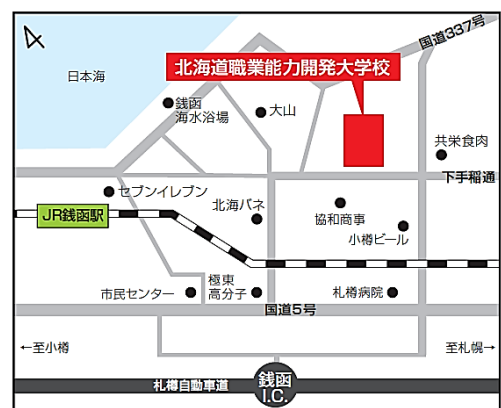 国道337号
日本海
北海道職業能力開発大学校
銭函
海水浴場
大山
共栄食肉
下手稲通
セブンイレブン
JR銭函駅
北海バネ
協和商事
小樽ビール
市民センター
極東
高分子
札樽病院
国道5号
←至小樽
至札幌→
札樽自動車道
銭函
I.C.